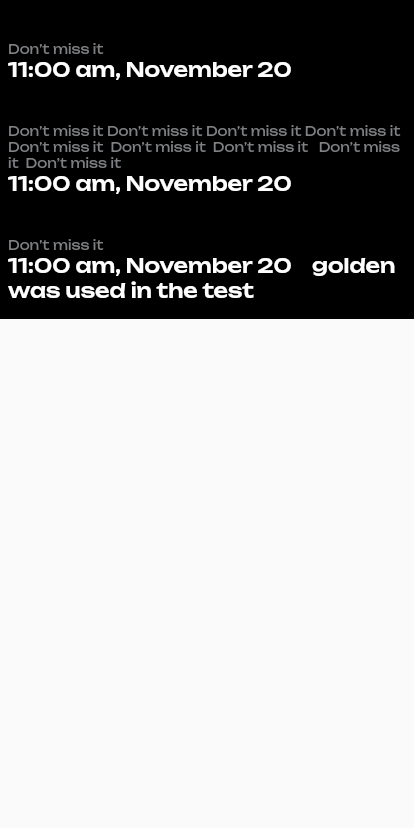 Don't miss it
11:00 am, November 20
Don't miss it Don't miss it Don't miss it Don't miss it
Don't miss it  Don't miss it  Don't miss it   Don't miss
it  Don't miss it
11:00 am, November 20
Don't miss it
11:00 am, November 20    golden
was used in the test